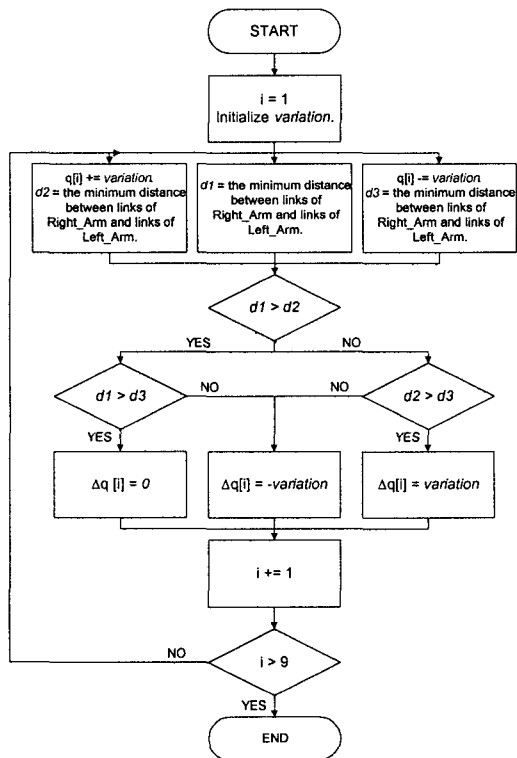 START
i = 1
Initialize variation.
q[i] += variation.
d2 = the minimum distance
between links of
Right_Arm and links of
Left_Arm.
d1 = the minimum distance
between links of
Right_Arm and links of
Left_Arm.
q[i] -= variation.
d3 = the minimum distance
between links of
Right_Arm and links of
Left_Arm.
d1 > d2
YES
NO
d1 > d3
NO
NO
d2 > d3
YES
YES
Δq [i] = 0
Δq[i] = -variation
Δq[i] = variation
i += 1
NO
i > 9
YES
END